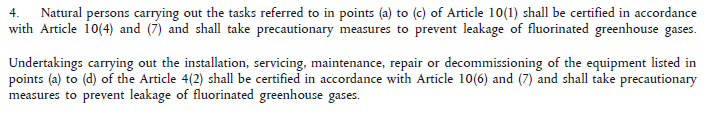 4. Natural persons carrying out the tasks referred to in points (a) to (c) of Article 10(1) shall be certified in accordance
with Article 10(4) and (7) and shall take precautionary measures to prevent leakage of fluorinated greenhouse gases.
Undertakings carrying out the installation, servicing, maintenance, repair or decommissioning of the equipment listed in
points (a) to (d) of the Article 4(2) shall be certified in accordance with Article 10(6) and (7) and shall take precautionary
measures to prevent leakage of fluorinated greenhouse gases.